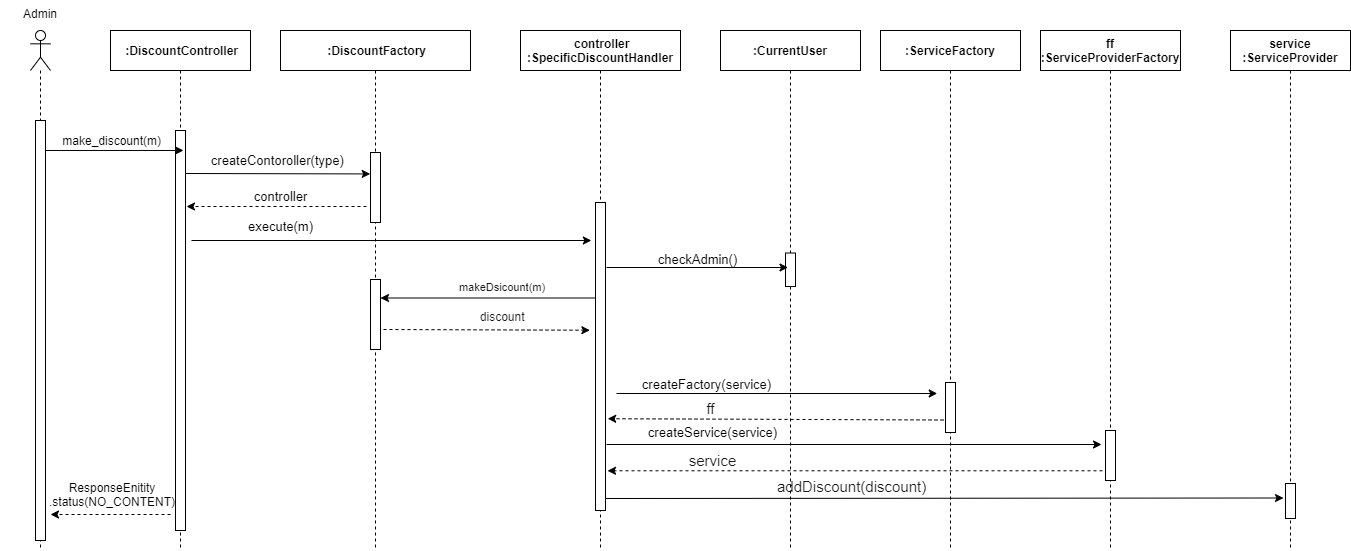 Admin
:DiscountController
:DiscountFactory
controller
:SpecificDiscountHandler
:CurrentUser
:ServiceFactory
ff
:ServiceProviderFactory
service
:ServiceProvider
make_discount(m)
createContoroller(type)
controller
execute(m)
checkAdmin()
makeDsicount(m)
discount
createFactory(service)
ff
createService(service)
service
addDiscount(discount)
ResponseEnitity
.status(NO_CONTENT)